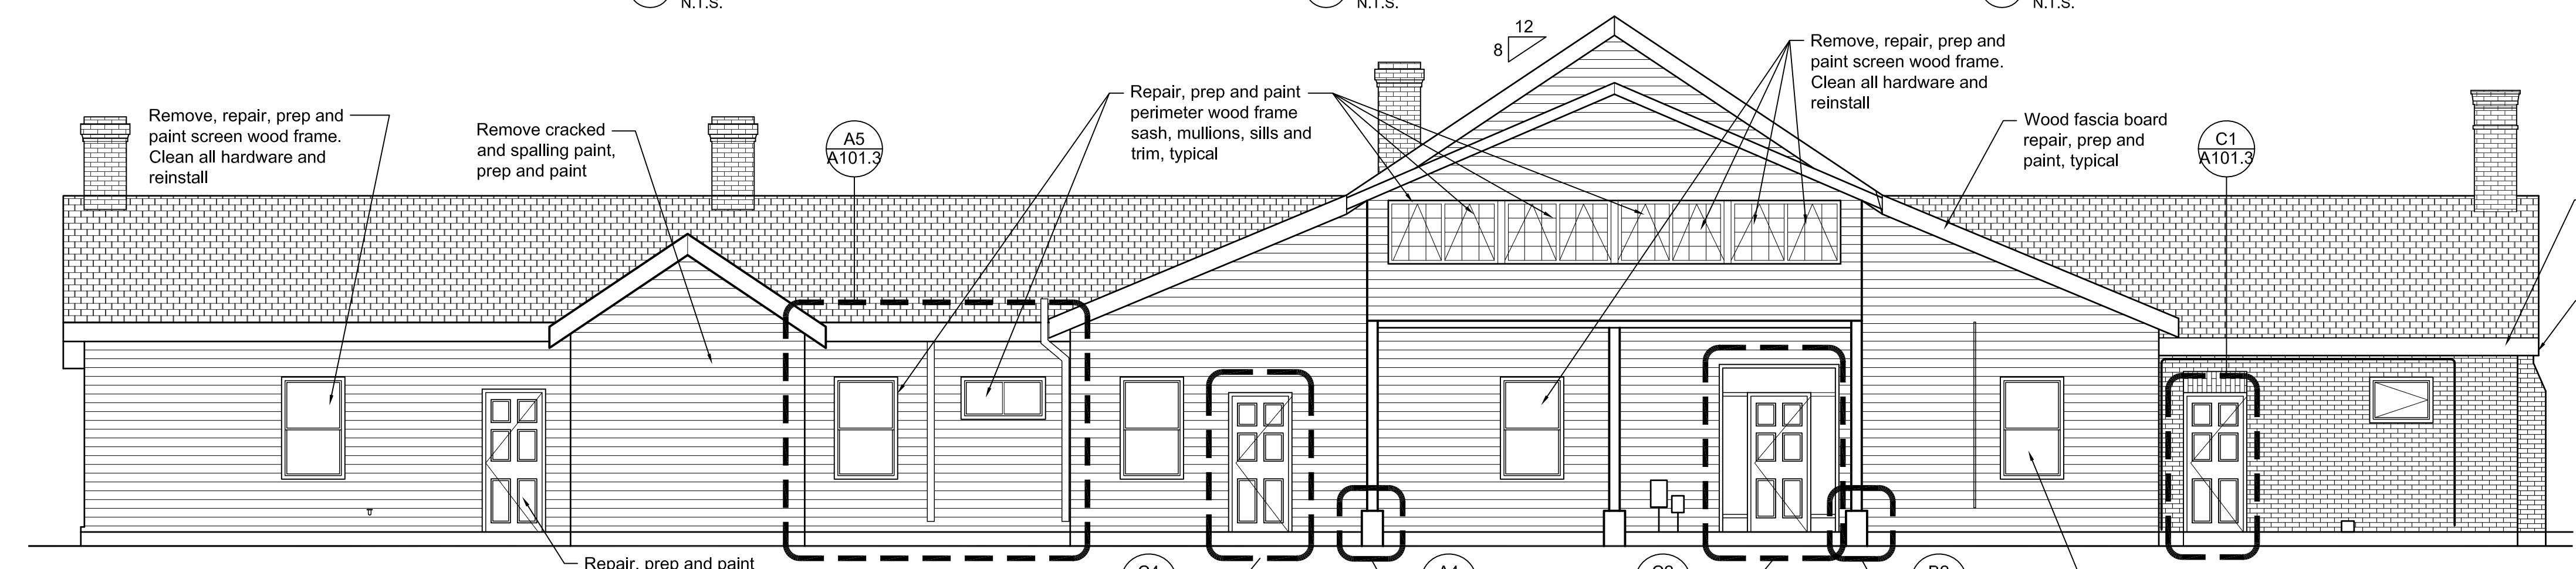 N.T.S.
N.T.S.
N.T.S.
12
8
Remove, repair, prep and
paint screen wood frame.
Clean all hardware and
reinstall
Remove cracked
and spalling paint,
prep and paint
A5
A101.3
Repair, prep and paint
perimeter wood frame
sash, mullions, sills and
trim, typical
Remove, repair, prep and
paint screen wood frame.
Clean all hardware and
reinstall
Wood fascia board
repair, prep and
paint, typical
C1
A101.3
Repair, prep and paint